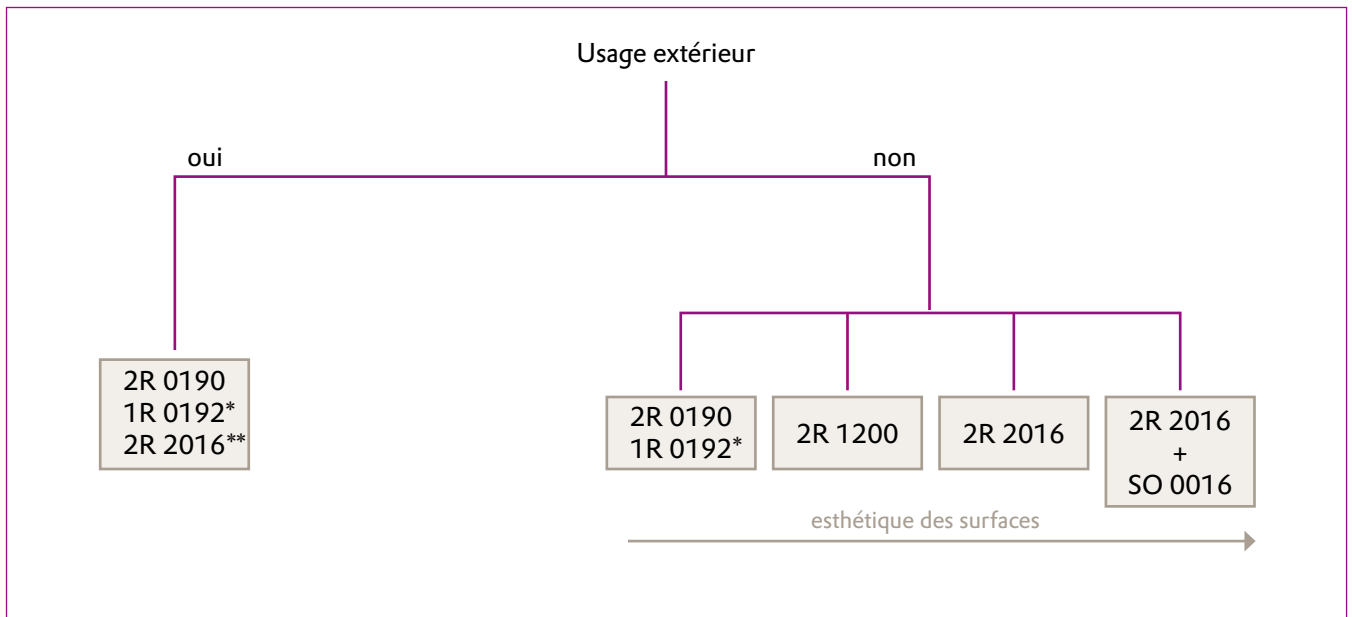 Usage extérieur
oui
non
2R 0190
1R 0192*
2R 2016**
2R 0190
1R 0192*
2R 1200
2R 2016
2R 2016
+
SO 0016
esthétique des surfaces